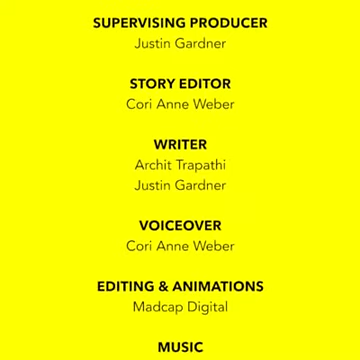 SUPERVISING PRODUCER
Justin Gardner
STORY EDITOR
Cori Anne Weber
WRITER
Archit Trapathi
Justin Gardner
VOICEOVER
Cori Anne Weber
EDITING & ANIMATIONS
Madcap Digital
MUSIC